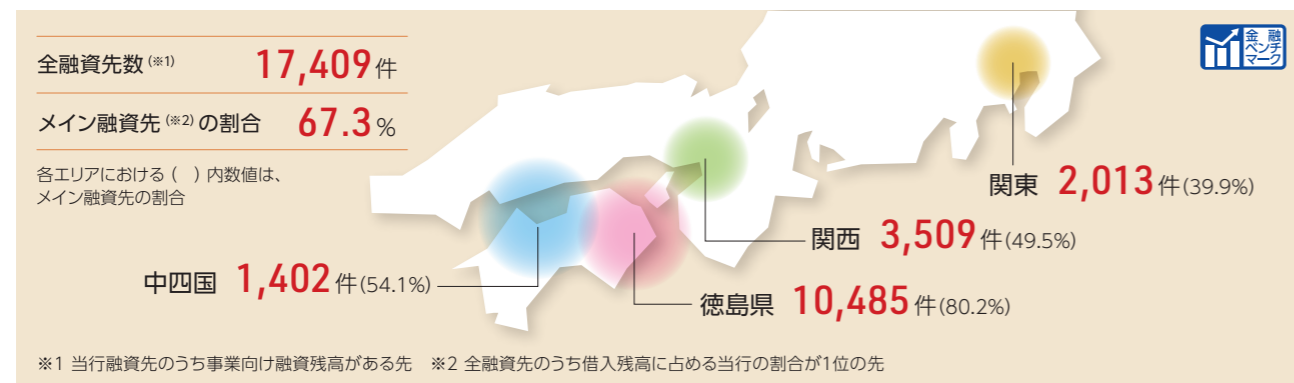 全融資先数(※1) 17,409件
メイン融資先(※2)の割合 67.3%
各エリアにおける( )内数値は、
メイン融資先の割合
金融
ベンチ
マーク
関東 2,013件(39.9%)
関西 3,509件(49.5%)
中四国 1,402件(54.1%)
徳島県 10,485件(80.2%)
※1 当行融資先のうち事業向け融資残高がある先 ※2 全融資先のうち借入残高に占める当行の割合が1位の先